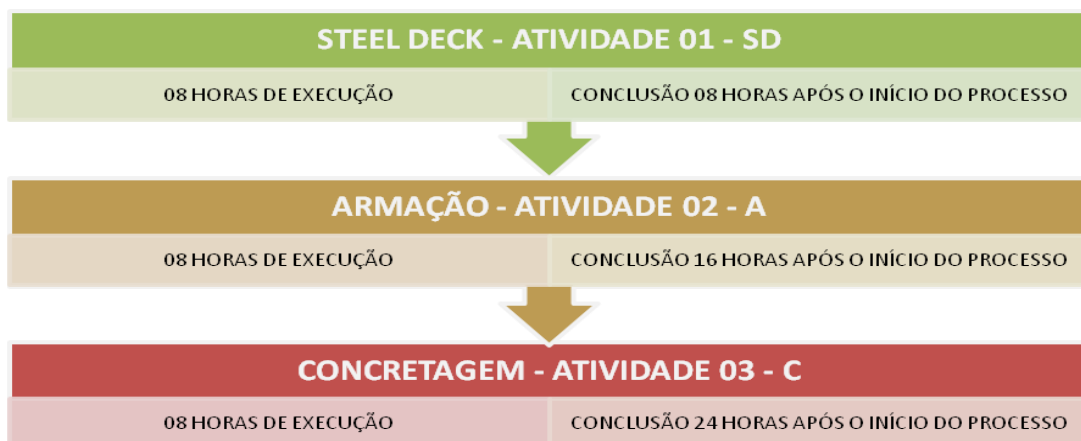 STEEL DECK - ATIVIDADE 01 - SD
08 HORAS DE EXECUÇÃO
CONCLUSÃO 08 HORAS APÓS O INÍCIO DO PROCESSO
ARMAÇÃO - ATIVIDADE 02 - A
08 HORAS DE EXECUÇÃO
CONCLUSÃO 16 HORAS APÓS O INÍCIO DO PROCESSO
CONCRETAGEM - ATIVIDADE 03 - C
08 HORAS DE EXECUÇÃO
CONCLUSÃO 24 HORAS APÓS O INÍCIO DO PROCESSO